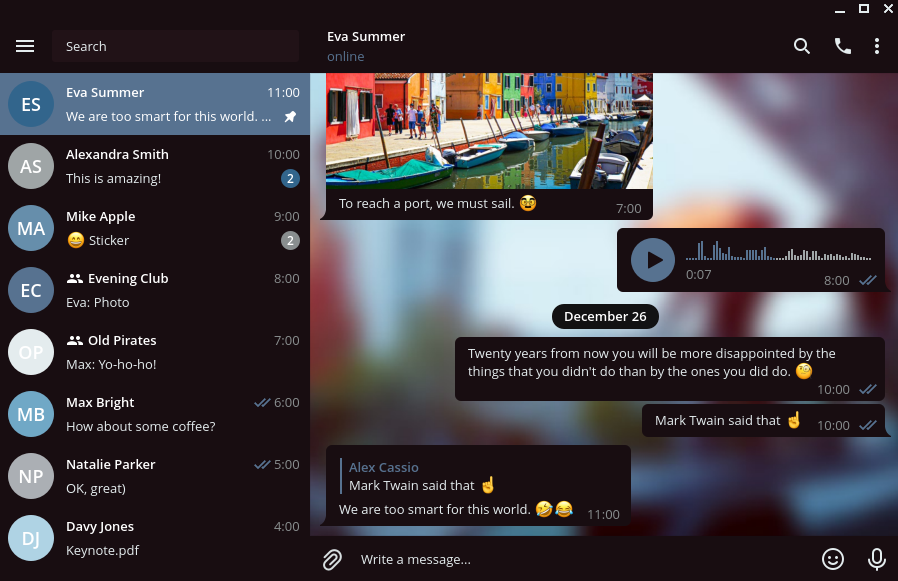 Search
Eva Summer
online
ES
Eva Summer
11:00
We are too smart for this world. ...
AS
Alexandra Smith
10:00
This is amazing!
2
MA
Mike Apple
9:00
😄 Sticker
2
EC
Evening Club
8:00
Eva: Photo
OP
Old Pirates
7:00
Max: Yo-ho-ho!
MB
Max Bright
6:00
How about some coffee?
NP
Natalie Parker
5:00
OK, great)
DJ
Davy Jones
4:00
Keynote.pdf
To reach a port, we must sail. 🤓
7:00
0:07
8:00
December 26
Twenty years from now you will be more disappointed by the
things that you didn't do than by the ones you did do. 🧐
10:00
Mark Twain said that ☝
10:00
Alex Cassio
Mark Twain said that ☝
We are too smart for this world. 🤣😂
11:00
Write a message...